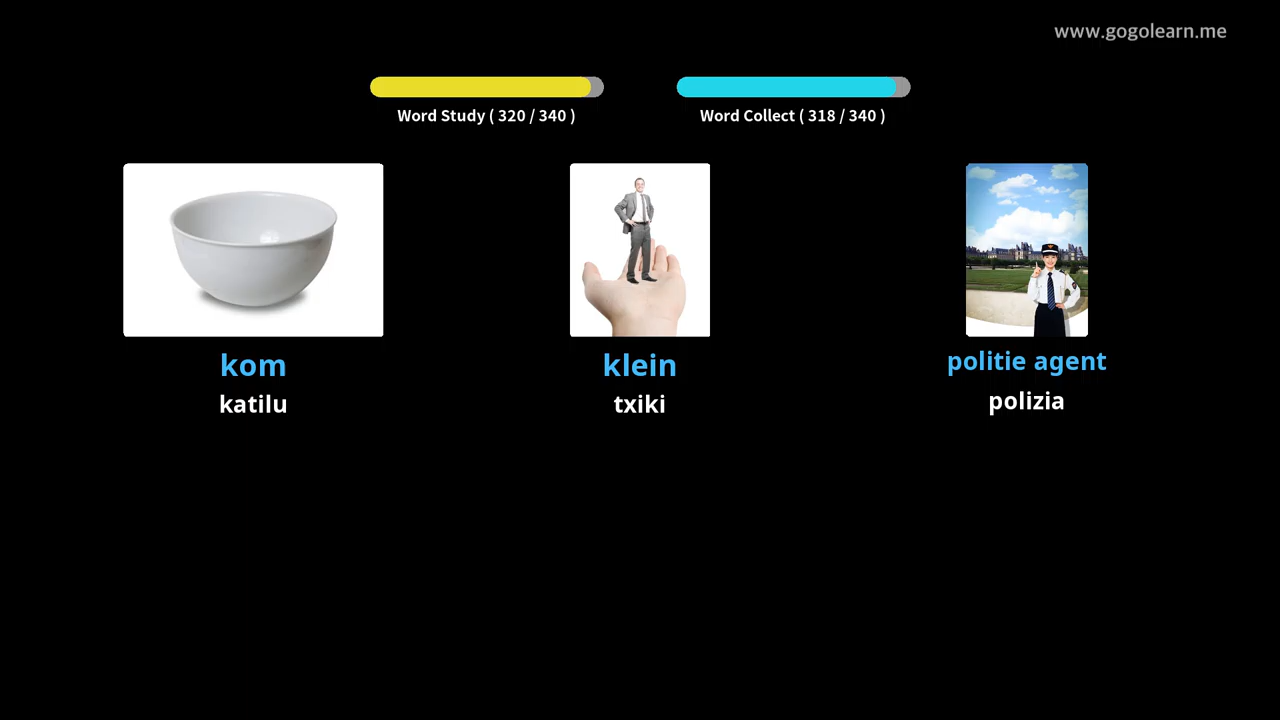 www.gogolearn.me
Word Study ( 320 / 340 )
Word Collect ( 318 / 340 )
kom
katilu
klein
txiki
politie agent
polizia